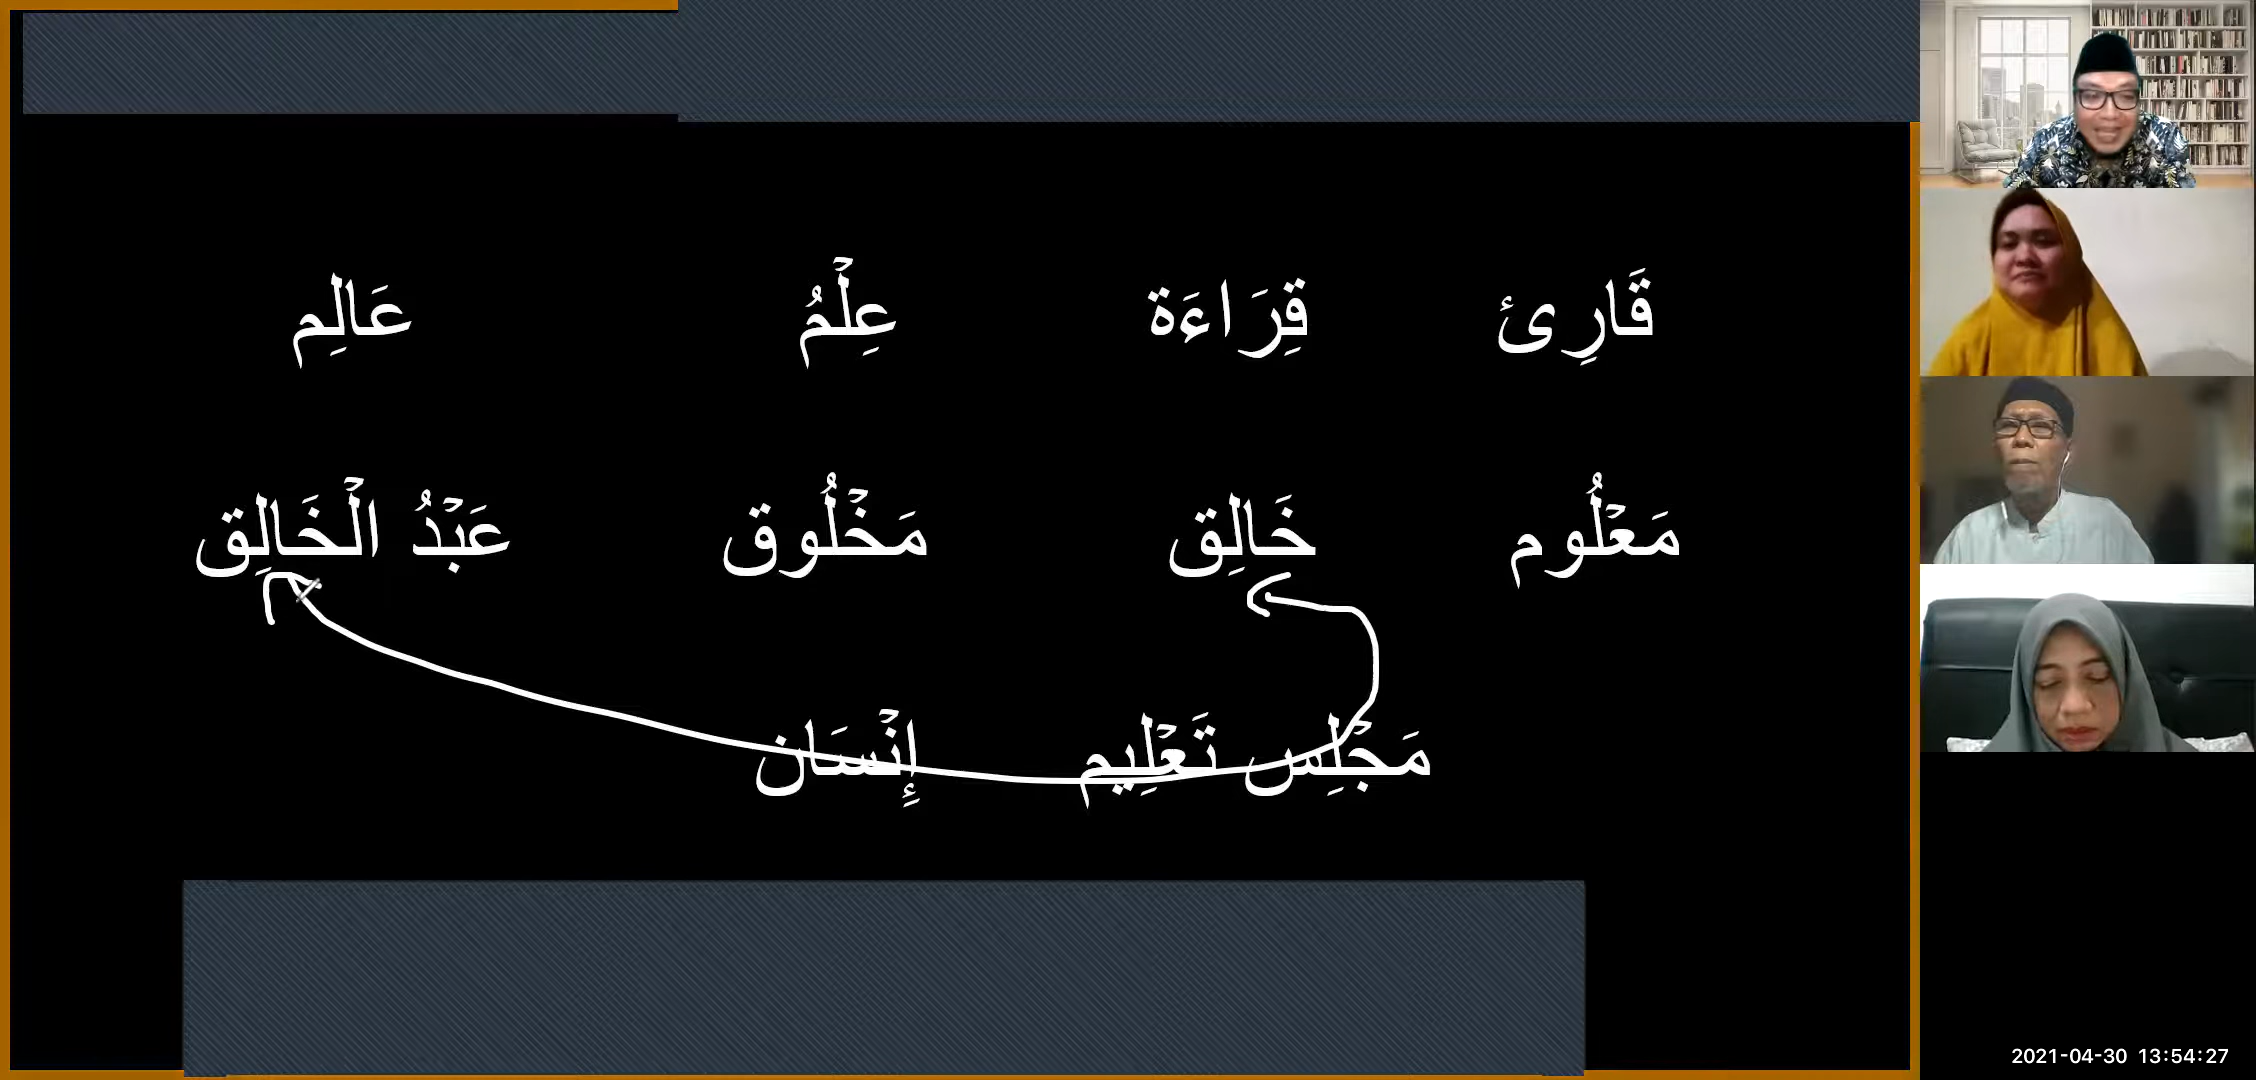 قَارِئ قِرَاءَة عِلْمُ عَالِم
مَعْلُوم خَالِق مَخْلُوق عَبْدُ الْخَالِق
مَجْلِس تَعْلِيم إِنْسَان
2021-04-30 13:54:27